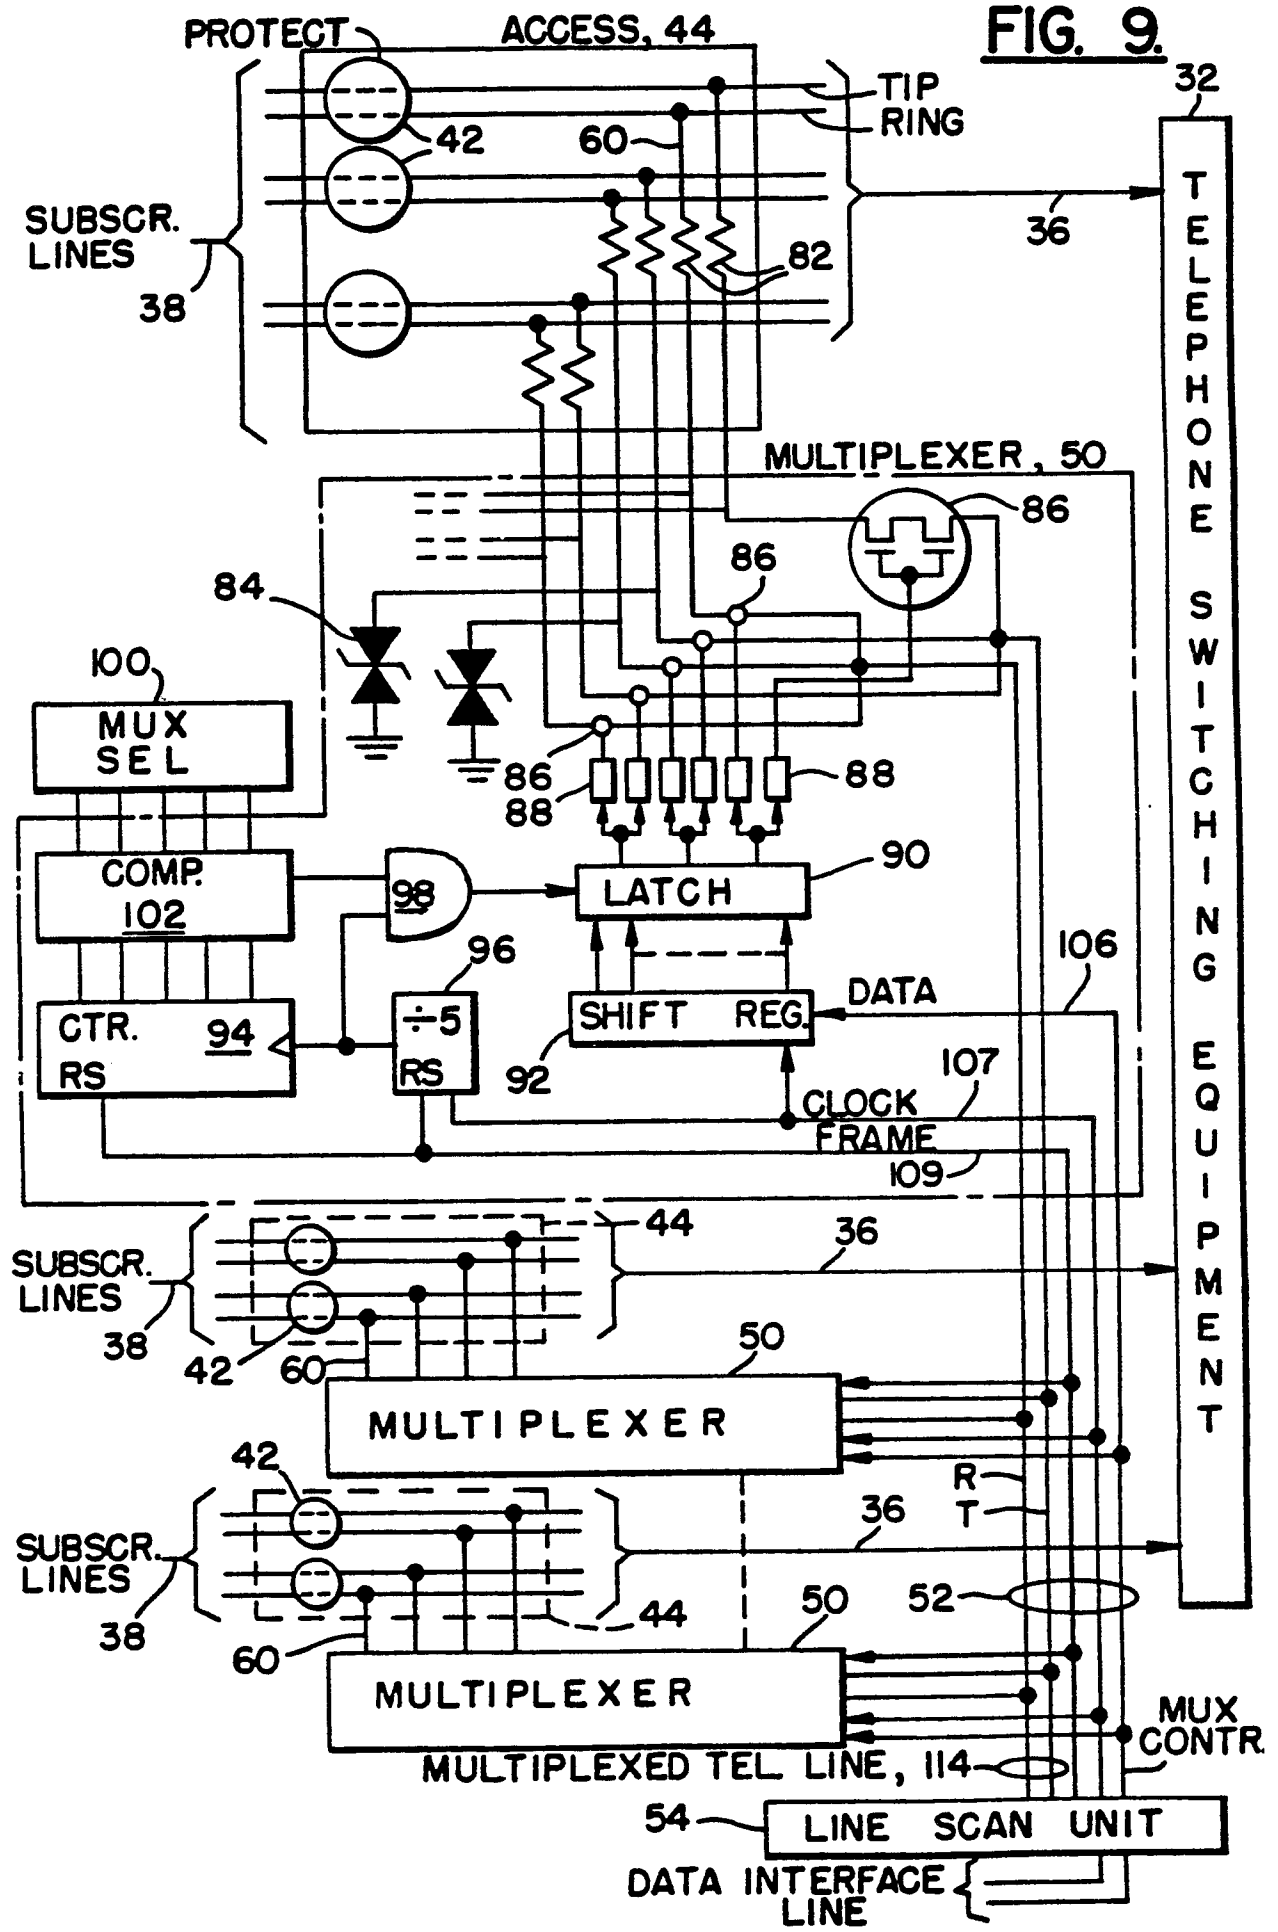 FIG. 9.
PROTECT
ACCESS, 44
32
TIP
RING
42
60
SUBSCR.
LINES
38
82
36
TELEPHONE SWITCHING EQUIPMENT
MULTIPLEXER, 50
86
86
84
100
MUX
SEL
86
88
88
COMP.
102
98
LATCH
90
96
106
CTR.
94
RS
÷5
RS
SHIFT REG.
DATA
92
107
CLOCK
FRAME
109
44
SUBSCR.
LINES
36
38
42
60
50
MULTIPLEXER
42
R
T
36
SUBSCR.
LINES
52
38
44
50
60
MULTIPLEXER
MUX
CONTR.
MULTIPLEXED TEL. LINE, 114
54
LINE SCAN UNIT
DATA INTERFACE
LINE